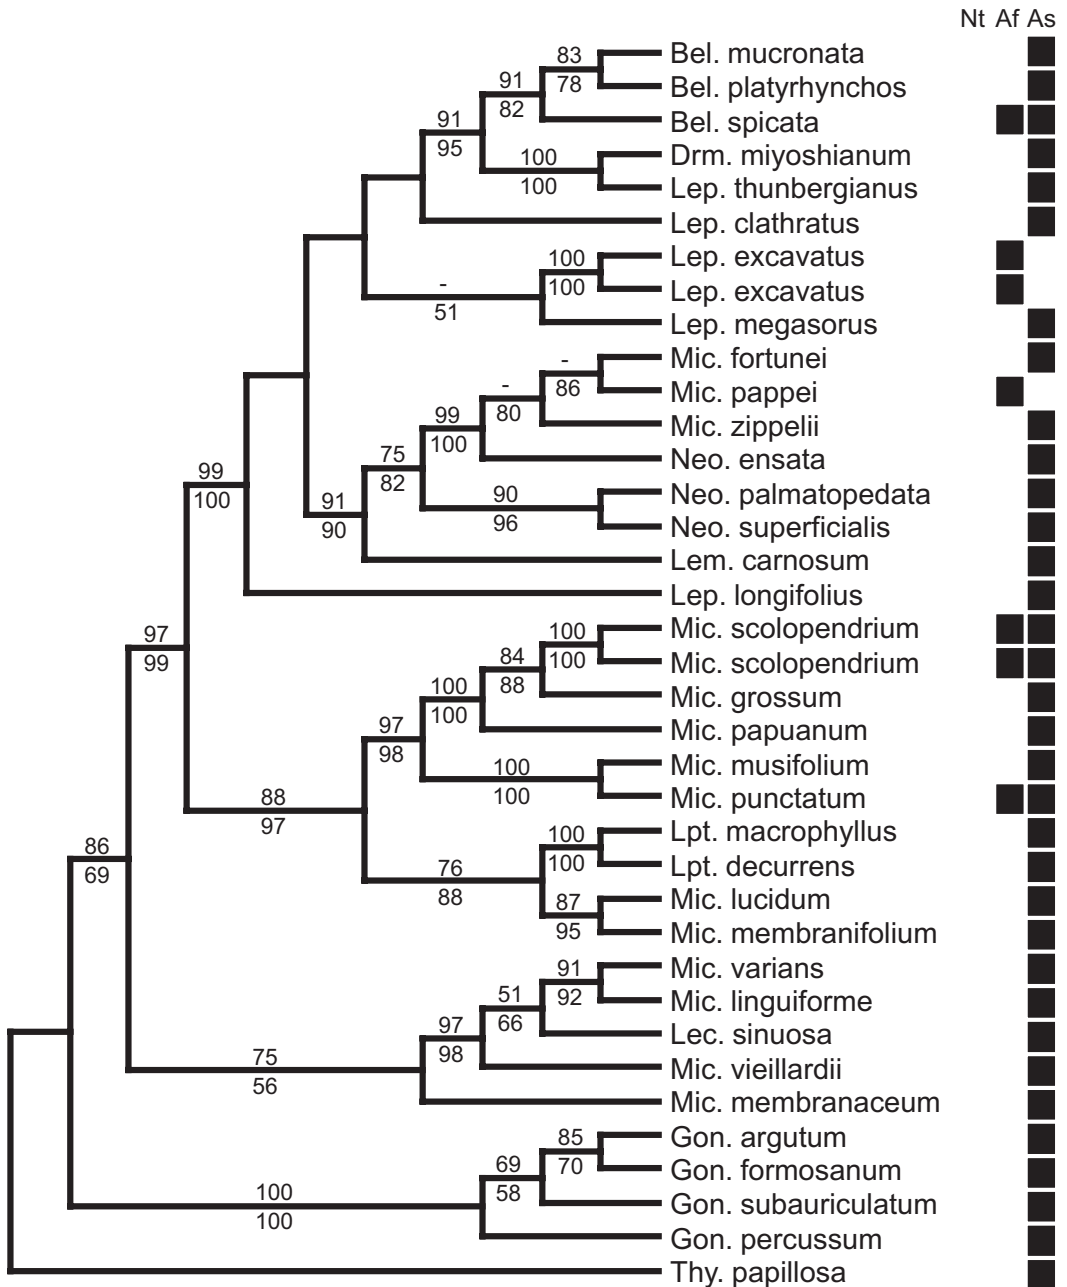 Nt Af As
83
Bel. mucronata
91
78
Bel. platyrhynchos
91
82
Bel. spicata
95
100
Drm. miyoshianum
100
Lep. thunbergianus
Lep. clathratus
100
Lep. excavatus
-
100
Lep. excavatus
51
Lep. megasorus
-
Mic. fortunei
-
86
Mic. pappei
99
80
Mic. zippelii
75
100
Neo. ensata
99
82
90
Neo. palmatopedata
100
91
96
Neo. superficialis
90
Lem. carnosum
Lep. longifolius
97
100
Mic. scolopendrium
99
84
100
Mic. scolopendrium
100
88
Mic. grossum
97
100
Mic. papuanum
98
100
Mic. musifolium
88
100
Mic. punctatum
97
100
Lpt. macrophyllus
86
76
100
Lpt. decurrens
69
88
87
Mic. lucidum
95
Mic. membranifolium
91
Mic. varians
51
92
Mic. linguiforme
97
66
Lec. sinuosa
75
98
Mic. vieillardii
56
Mic. membranaceum
85
Gon. argutum
69
70
Gon. formosanum
100
58
Gon. subauriculatum
100
Gon. percussum
Thy. papillosa